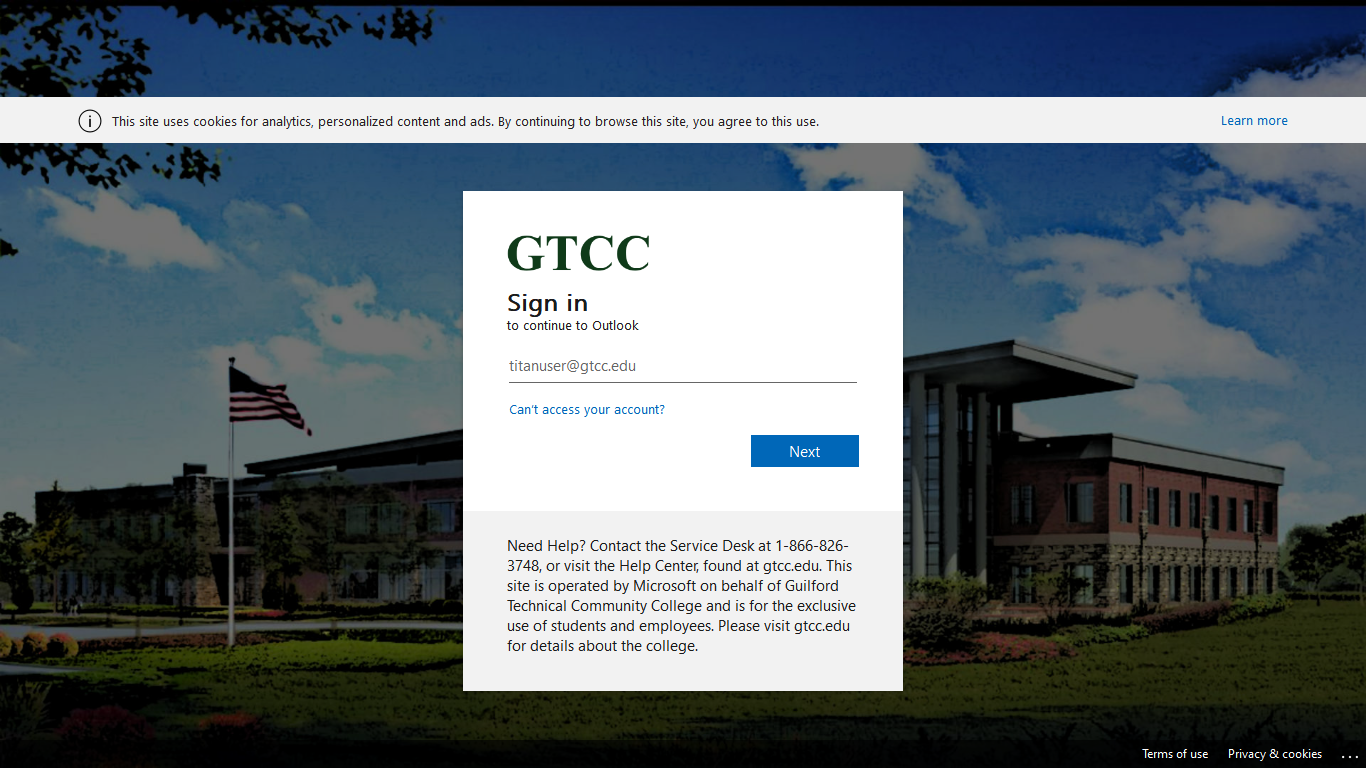 This site uses cookies for analytics, personalized content and ads. By continuing to browse this site, you agree to this use.
Learn more
GTCC
Sign in
to continue to Outlook
titanuser@gtcc.edu
Can't access your account?
Next
Need Help? Contact the Service Desk at 1-866-826-
3748, or visit the Help Center, found at gtcc.edu. This
site is operated by Microsoft on behalf of Guilford
Technical Community College and is for the exclusive
use of students and employees. Please visit gtcc.edu
for details about the college.
Terms of use
Privacy & cookies
...